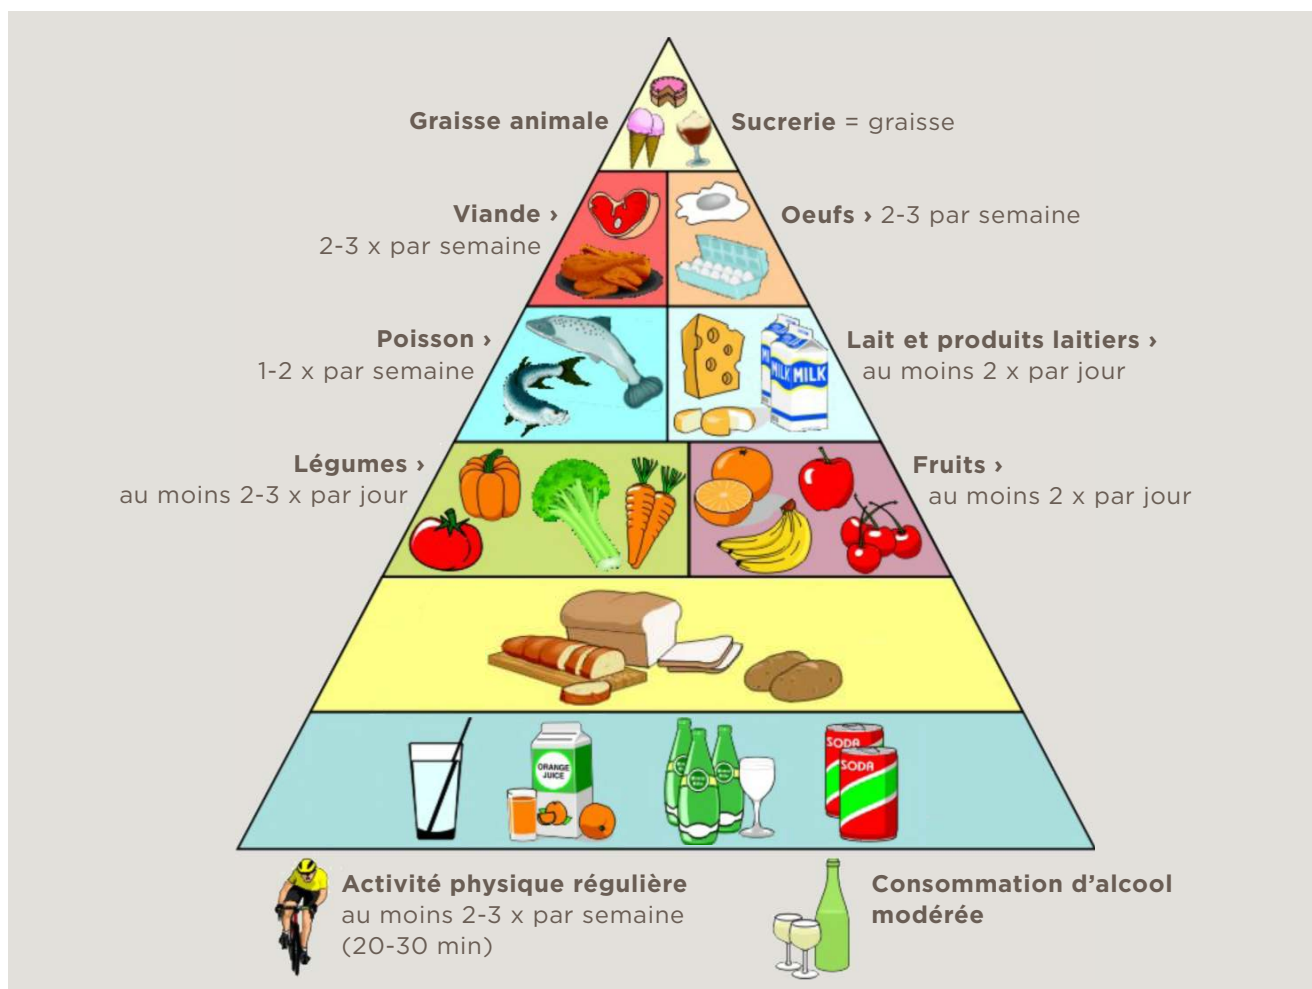 Graisse animale
Sucrerie = graisse
Viande ›
2-3 x par semaine
Oeufs › 2-3 par semaine
Poisson ›
1-2 x par semaine
Lait et produits laitiers ›
au moins 2 x par jour
MILK MILK
Légumes ›
au moins 2-3 x par jour
Fruits ›
au moins 2 x par jour
ORANGE
JUICE
SODA
SODA
Activité physique régulière
au moins 2-3 x par semaine
(20-30 min)
Consommation d’alcool
modérée